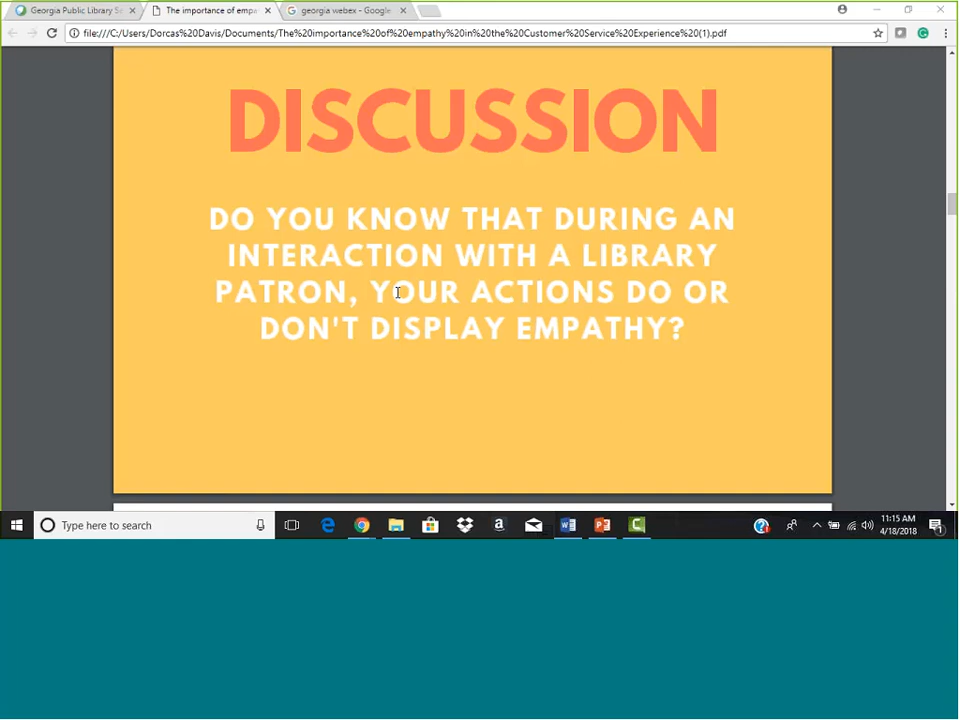 Georgia Public Library Se
The importance of empa
georgia webex - Google
file:///C:/Users/Dorcas%20Davis/Documents/The%20importance%20of%20empathy%20in%20the%20Customer%20Service%20Experience%20(1).pdf
DISCUSSION
DO YOU KNOW THAT DURING AN
INTERACTION WITH A LIBRARY
PATRON, YOUR ACTIONS DO OR
DON'T DISPLAY EMPATHY?
Type here to search
11:15 AM
4/18/2018